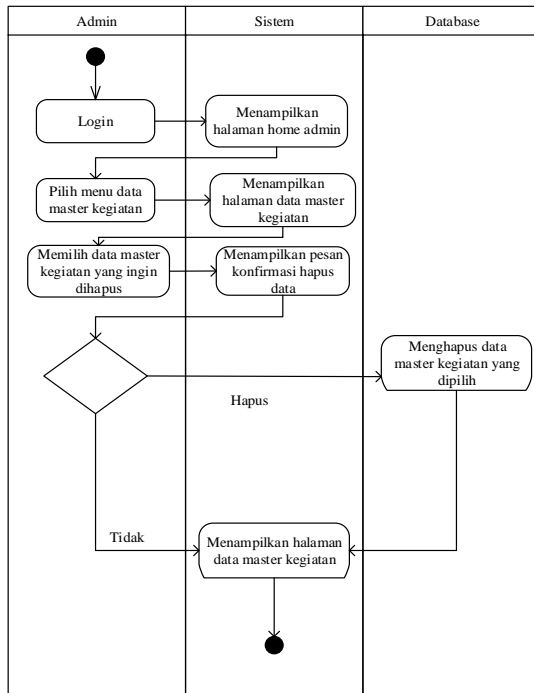 Admin
Sistem
Database
Login
Menampilkan
halaman home admin
Pilih menu data
master kegiatan
Menampilkan
halaman data master
kegiatan
Memilih data master
kegiatan yang ingin
dihapus
Menampilkan pesan
konfirmasi hapus
data
Menghapus data
master kegiatan yang
dipilih
Hapus
Tidak
Menampilkan halaman
data master kegiatan